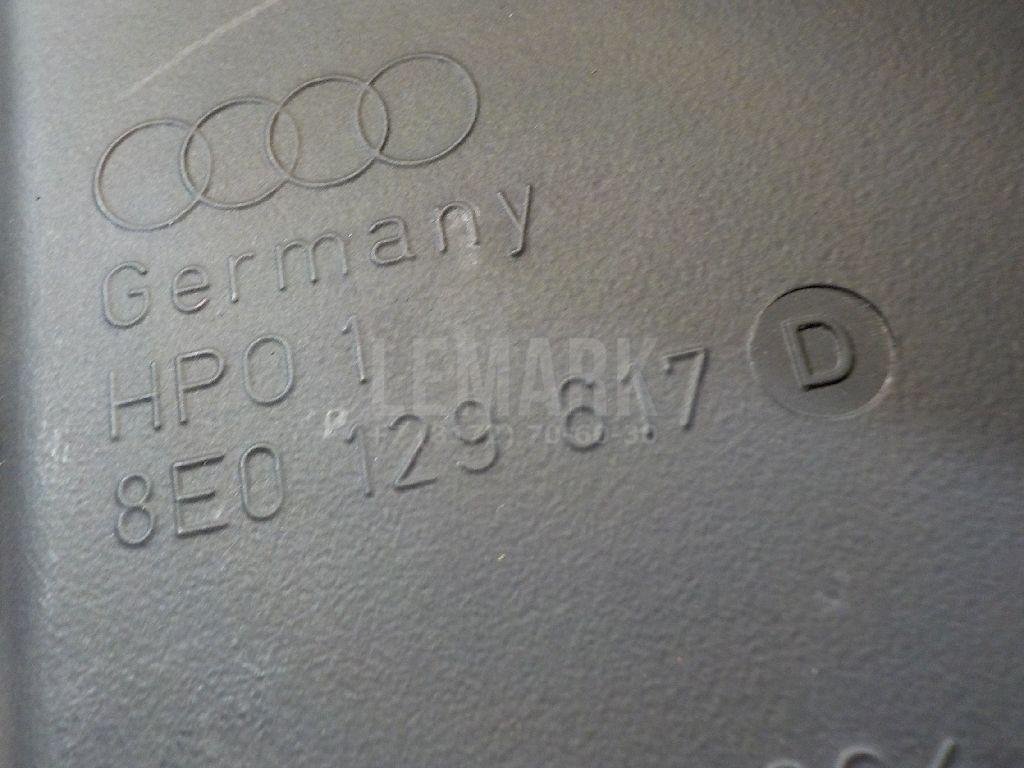 Germany
HPO 1
8E0 129 617 D
LEMARK